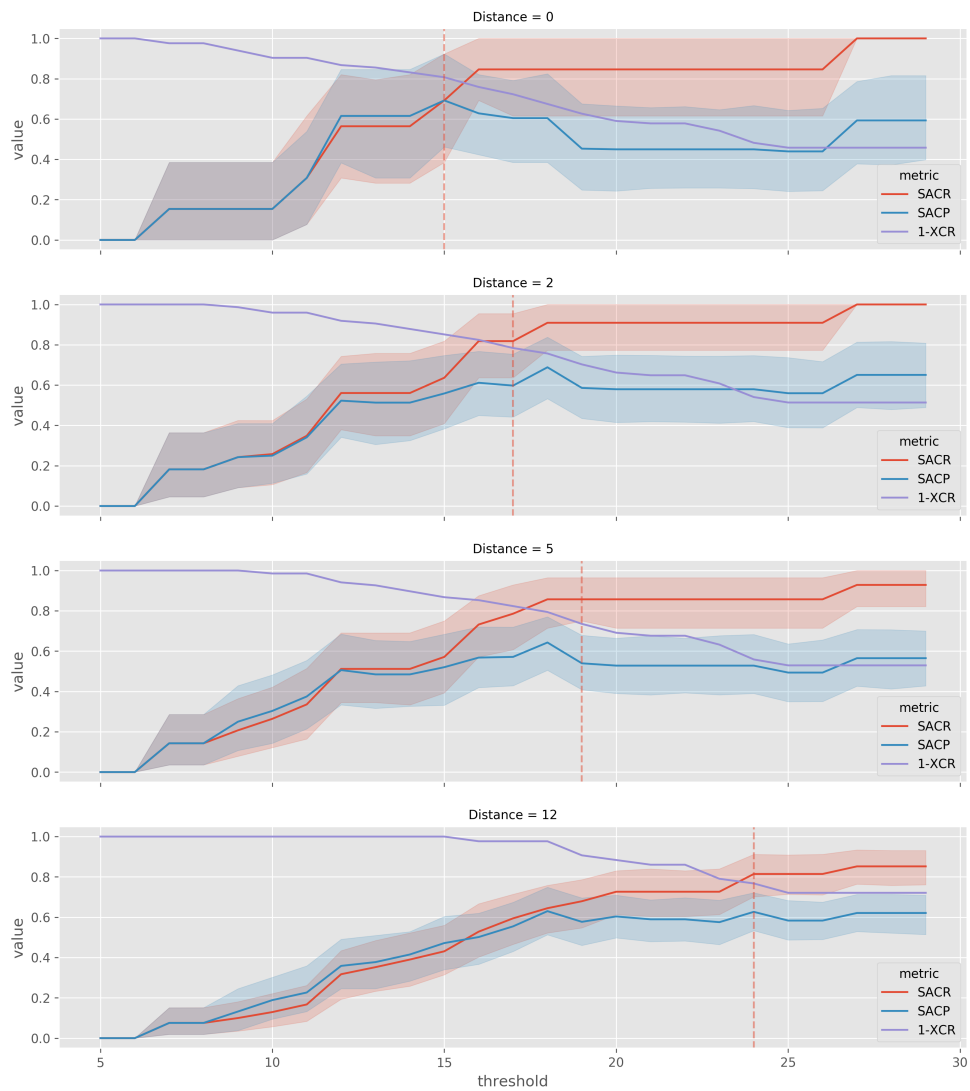 Distance = 0
1.0
0.8
0.6
0.4
0.2
0.0
value
metric
SACR
SACP
1-XCR
Distance = 2
1.0
0.8
0.6
0.4
0.2
0.0
value
metric
SACR
SACP
1-XCR
Distance = 5
1.0
0.8
0.6
0.4
0.2
0.0
value
metric
SACR
SACP
1-XCR
Distance = 12
1.0
0.8
0.6
0.4
0.2
0.0
value
metric
SACR
SACP
1-XCR
5 10 15 20 25 30
threshold